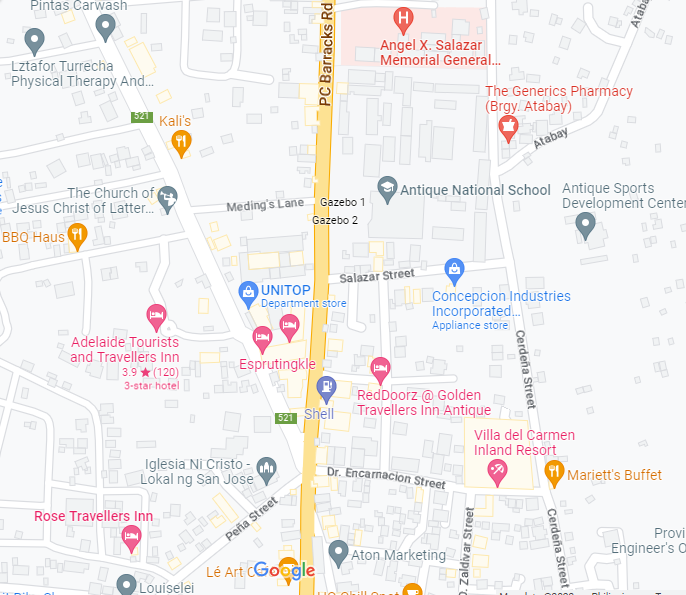 Pintas Carwash
PC Barracks Rd
Atabay
Angel X. Salazar
Memorial General...
Lztafor Turrecha
Physical Therapy And...
The Generics Pharmacy
(Brgy. Atabay)
521
Kali's
Atabay
The Church of
Jesus Christ of Latter...
Meding's Lane
Gazebo 1
Gazebo 2
Antique National School
Antique Sports
Development Center
BBQ Haus
Salazar Street
UNITOP
Department store
Concepcion Industries
Incorporated...
Appliance store
Adelaide Tourists
and Travellers Inn
3.9 ★ (120)
3-star hotel
Esprutingkle
Cerdeña Street
RedDoorz @ Golden
Travellers Inn Antique
Shell
521
Villa del Carmen
Inland Resort
Iglesia Ni Cristo -
Lokal ng San Jose
Dr. Encarnacion Street
Mariett's Buffet
Rose Travellers Inn
Peña Street
Zaldivar Street
Cerdeña Street
Engineer's
Aton Marketing
Lé Art
Google
Louiselei